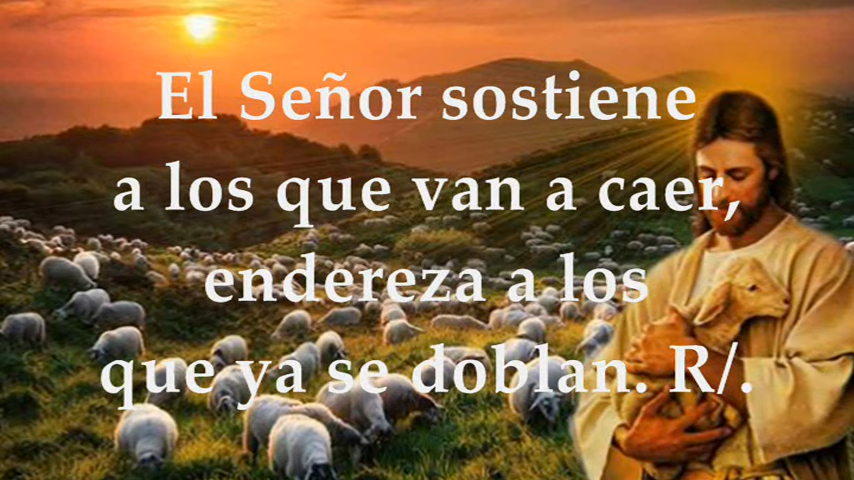 El Señor sostiene
a los que van a caer,
endereza a los
que ya se doblan. R/.